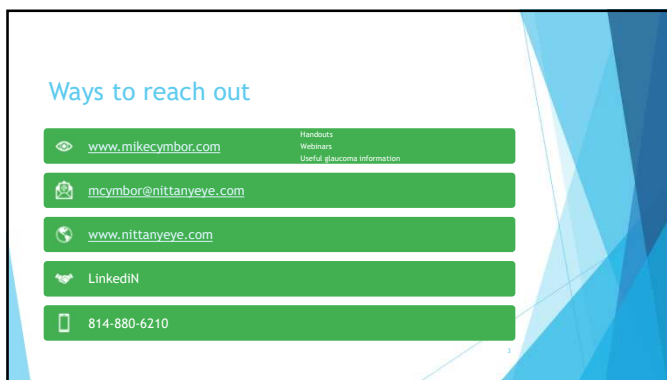 Ways to reach out
www.mikecymbor.com
Handouts
Webinars
Useful glaucoma information
mcymbor@nittanyeye.com
www.nittanyeye.com
LinkediN
814-880-6210
3